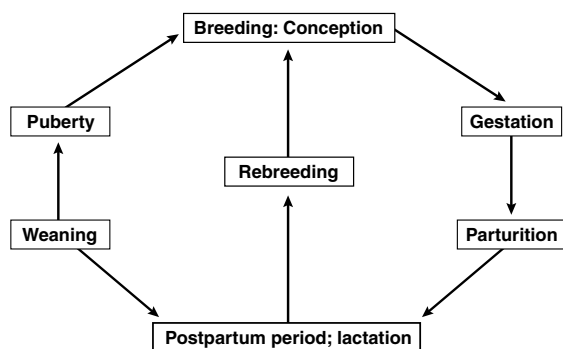 Breeding: Conception
Puberty
Gestation
Rebreeding
Weaning
Parturition
Postpartum period; lactation